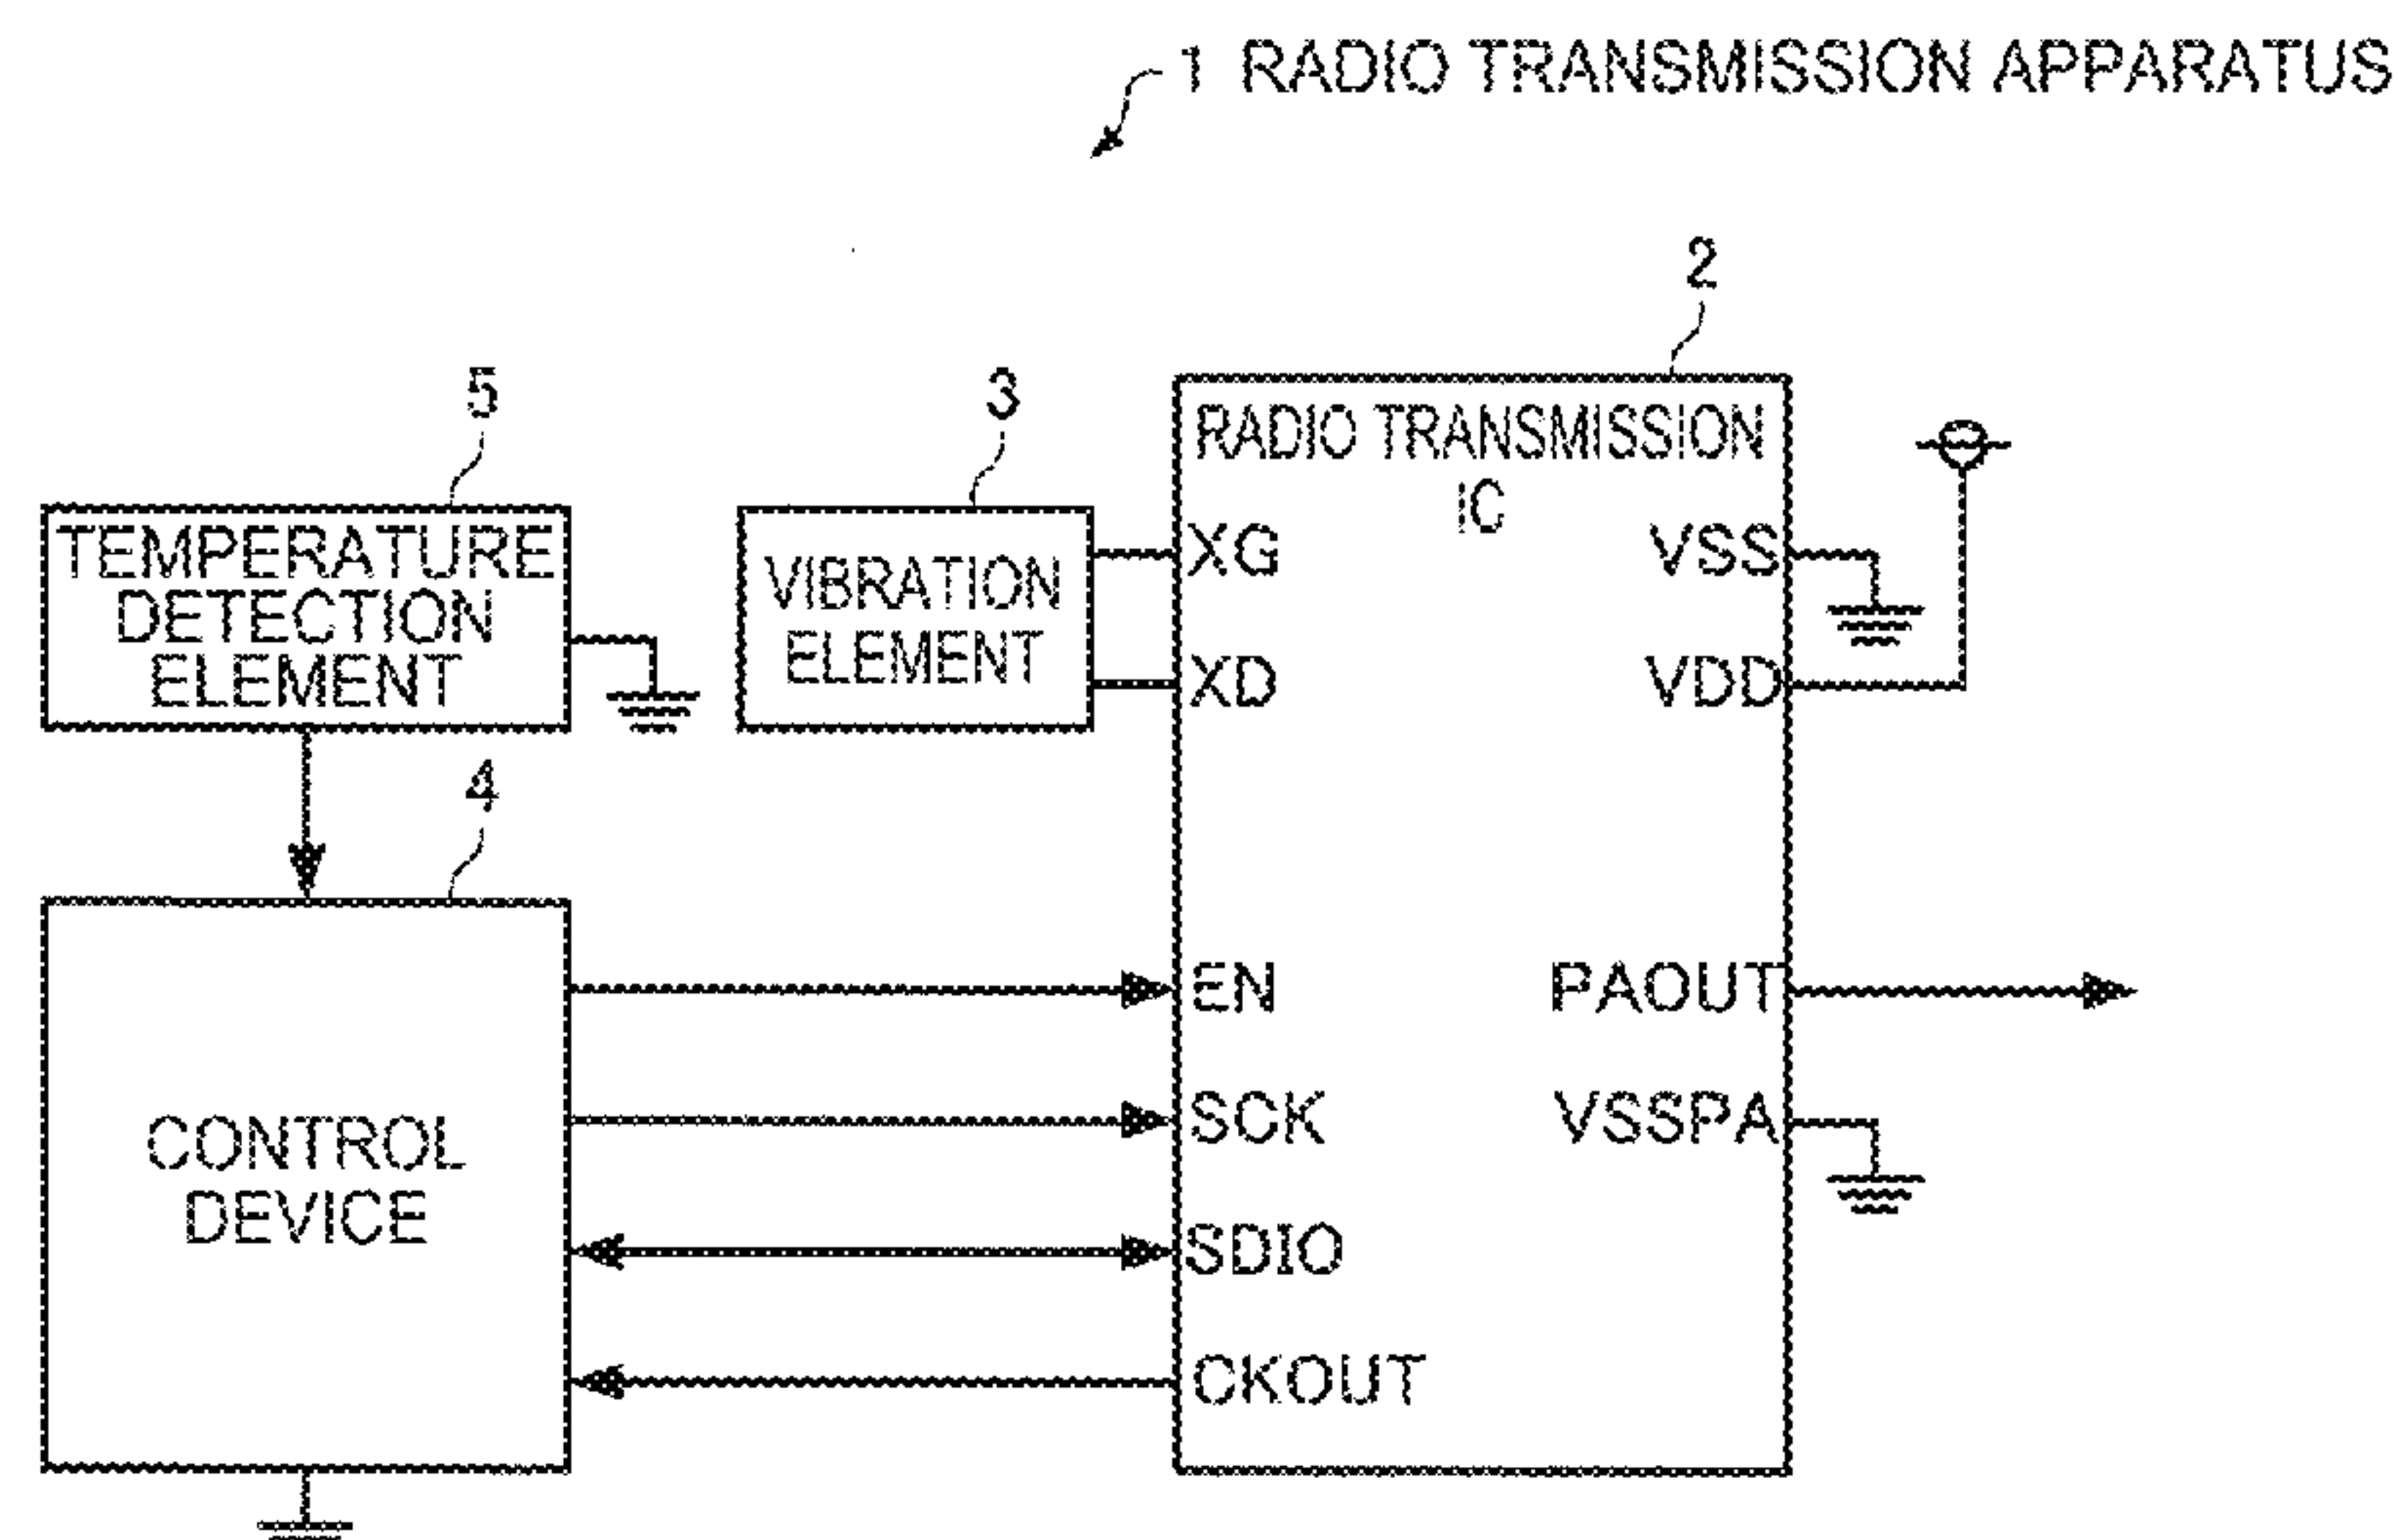 1 RADIO TRANSMISSION APPARATUS
2
5
3
RADIO TRANSMISSION
IC
TEMPERATURE
DETECTION
ELEMENT
VIBRATION
ELEMENT
XG
VSS
XD
VDD
4
EN
PAOUT
SCK
VSSPA
CONTROL
DEVICE
SDIO
CKOUT